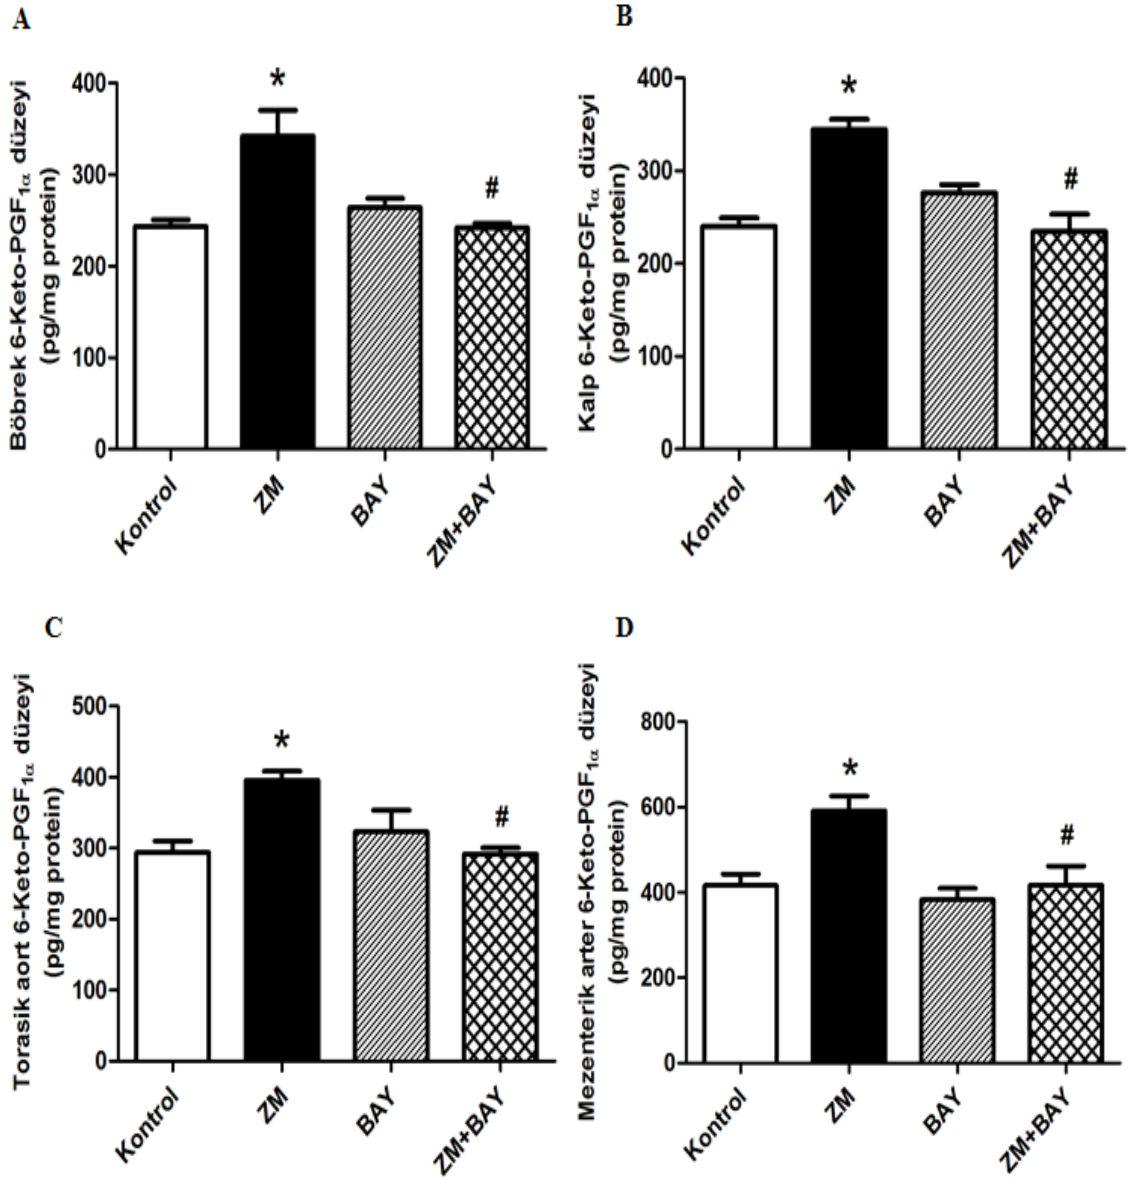 A
Böbrek 6-Keto-PGF1α düzeyi
(pg/mg protein)
400
300
200
100
0
*
#
Kontrol
ZM
BAY
ZM+BAY
B
Kalp 6-Keto-PGF1α düzeyi
(pg/mg protein)
400
300
200
100
0
*
#
Kontrol
ZM
BAY
ZM+BAY
C
Torasik aort 6-Keto-PGF1α düzeyi
(pg/mg protein)
500
400
300
200
100
0
*
#
Kontrol
ZM
BAY
ZM+BAY
D
Mezenterik arter 6-Keto-PGF1α düzeyi
(pg/mg protein)
800
600
400
200
0
*
#
Kontrol
ZM
BAY
ZM+BAY